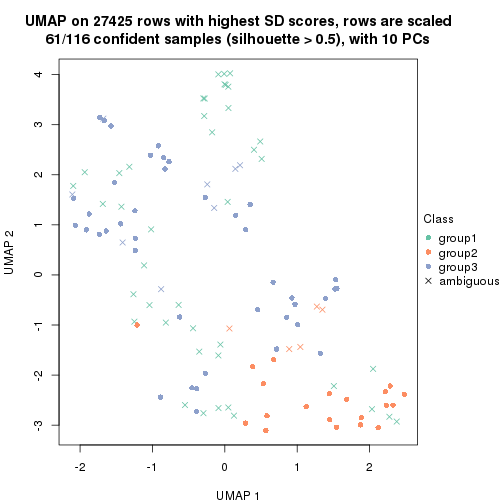 UMAP on 27425 rows with highest SD scores, rows are scaled
61/116 confident samples (silhouette > 0.5), with 10 PCs
4
3
2
1
0
-1
-2
-3
UMAP 2
-2
-1
0
1
2
UMAP 1
Class
group1
group2
group3
ambiguous